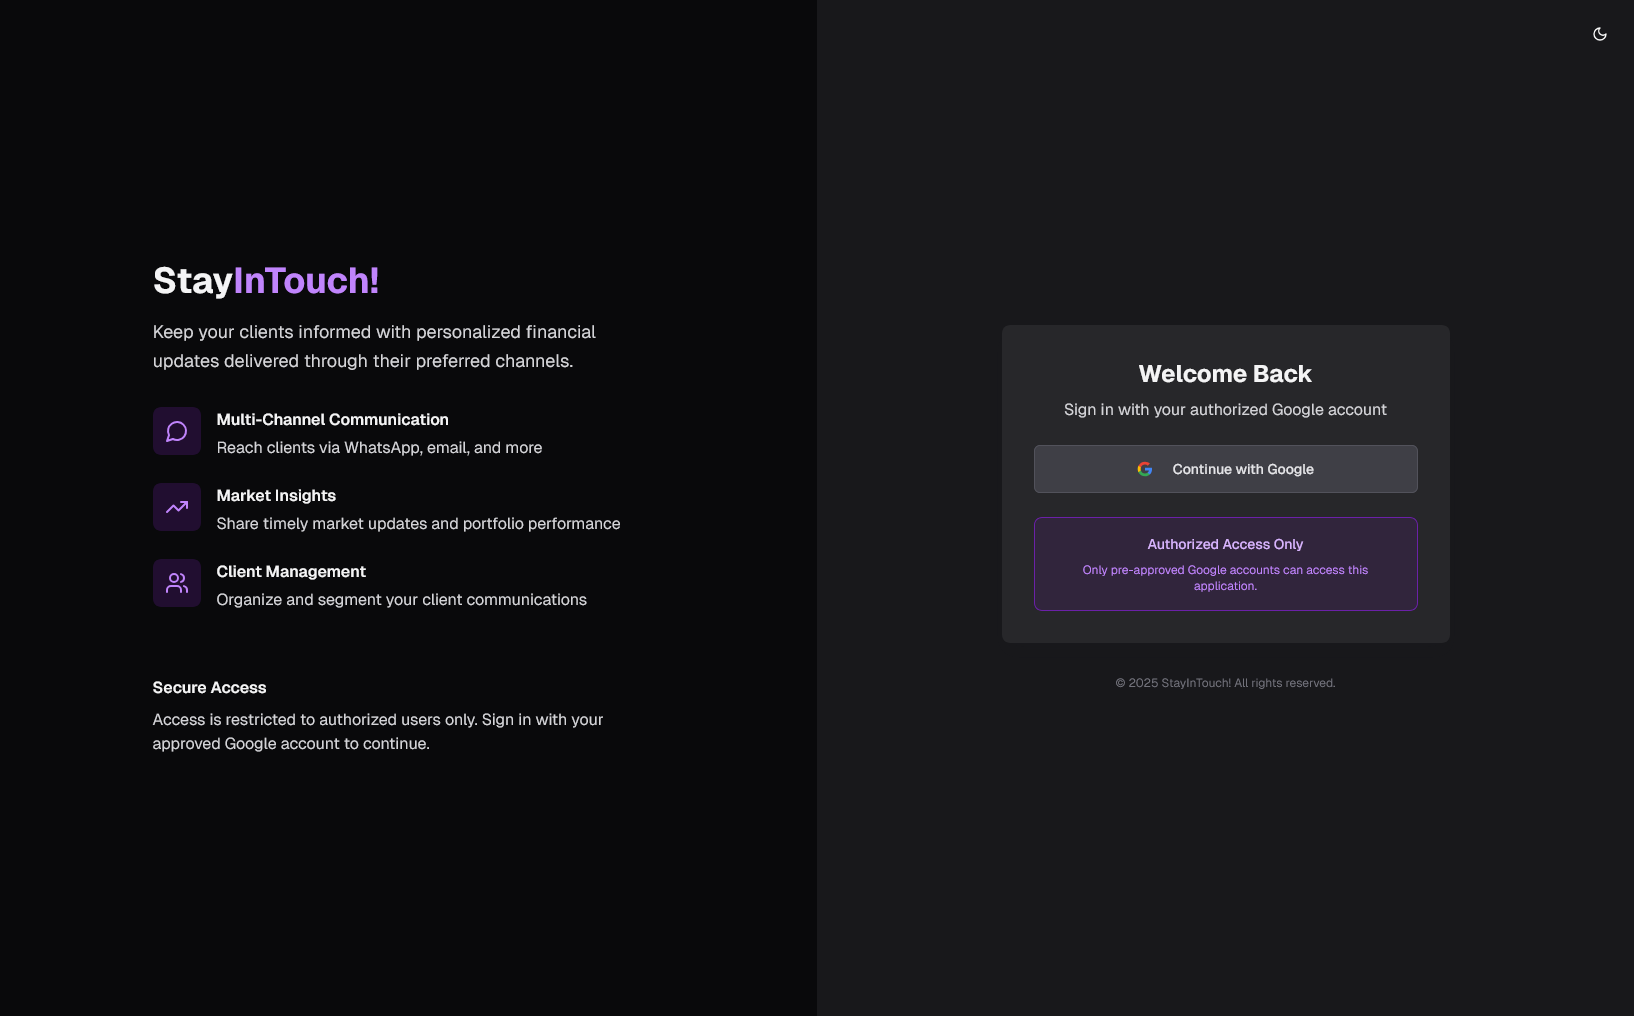 StayInTouch!
Keep your clients informed with personalized financial
updates delivered through their preferred channels.
Multi-Channel Communication
Reach clients via WhatsApp, email, and more
Market Insights
Share timely market updates and portfolio performance
Client Management
Organize and segment your client communications
Secure Access
Access is restricted to authorized users only. Sign in with your
approved Google account to continue.
Welcome Back
Sign in with your authorized Google account
Continue with Google
Authorized Access Only
Only pre-approved Google accounts can access this
application.
© 2025 StayInTouch! All rights reserved.